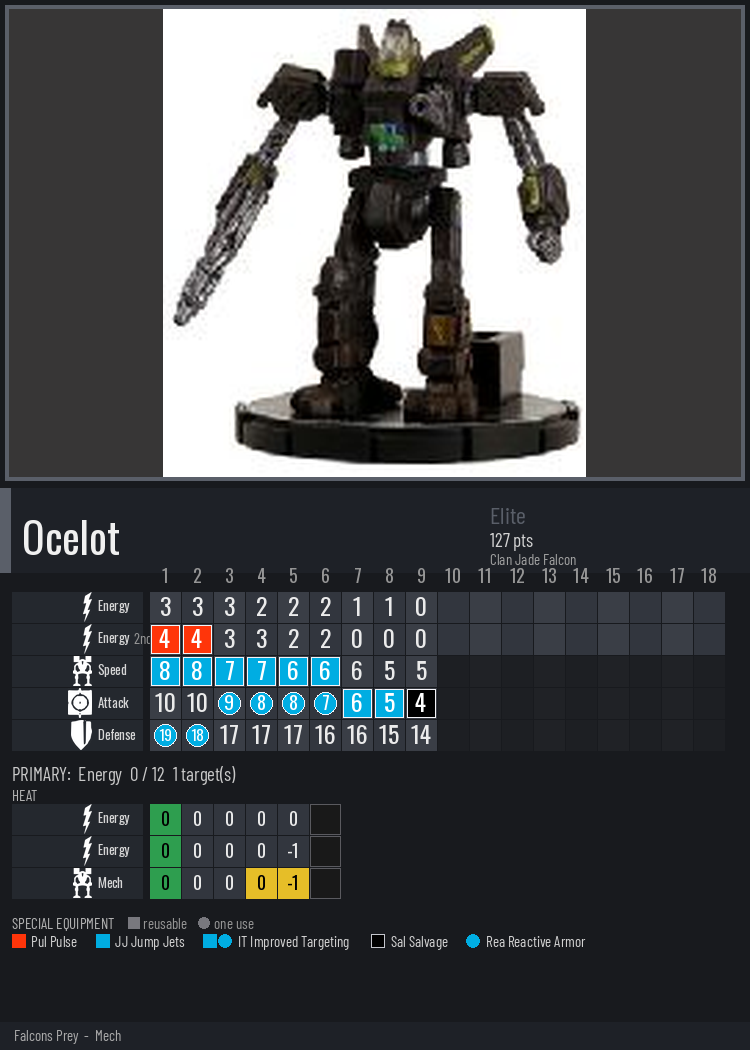 Ocelot
Elite
127 pts
Clan Jade Falcon
1 2 3 4 5 6 7 8 9 10 11 12 13 14 15 16 17 18
Energy 3 3 3 2 2 2 1 1 0
Energy 2nd 4 4 3 3 2 2 0 0 0
Speed 8 8 7 7 6 6 6 5 5
Attack 10 10 9 8 8 7 6 5 4
Defense 19 18 17 17 17 16 16 15 14
PRIMARY: Energy 0 / 12 1 target(s)
HEAT
Energy 0 0 0 0 0
Energy 0 0 0 0 -1
Mech 0 0 0 0 -1
SPECIAL EQUIPMENT reusable one use
Pul Pulse JJ Jump Jets IT Improved Targeting Sal Salvage Rea Reactive Armor
Falcons Prey - Mech